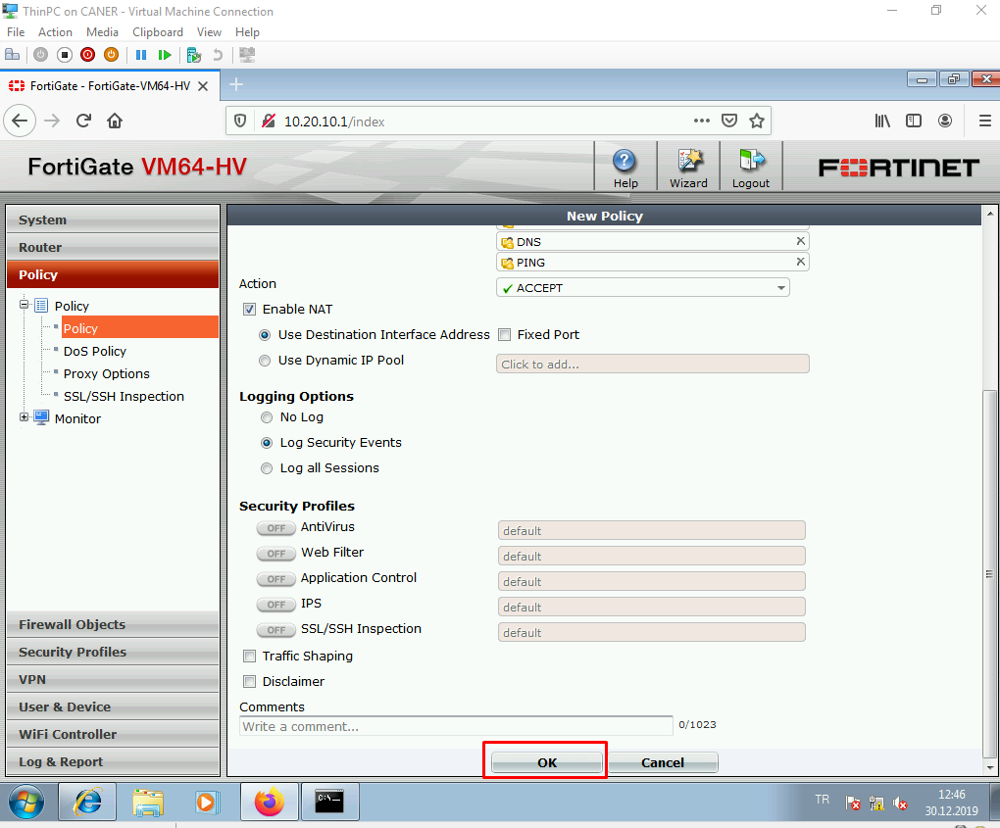 ThinPC on CANER - Virtual Machine Connection
File Action Media Clipboard View Help
FortiGate - FortiGate-VM64-HV
10.20.10.1/index
FortiGate VM64-HV
Help Wizard Logout
FORTINET
System
Router
Policy
Policy
Policy
DoS Policy
Proxy Options
SSL/SSH Inspection
Monitor
Firewall Objects
Security Profiles
VPN
User & Device
WiFi Controller
Log & Report
New Policy
DNS
PING
Action ACCEPT
Enable NAT
Use Destination Interface Address Fixed Port
Use Dynamic IP Pool Click to add...
Logging Options
No Log
Log Security Events
Log all Sessions
Security Profiles
OFF AntiVirus default
OFF Web Filter default
OFF Application Control default
OFF IPS default
OFF SSL/SSH Inspection default
Traffic Shaping
Disclaimer
Comments
Write a comment... 0/1023
OK Cancel
C:\_
TR 12:46
30.12.2019